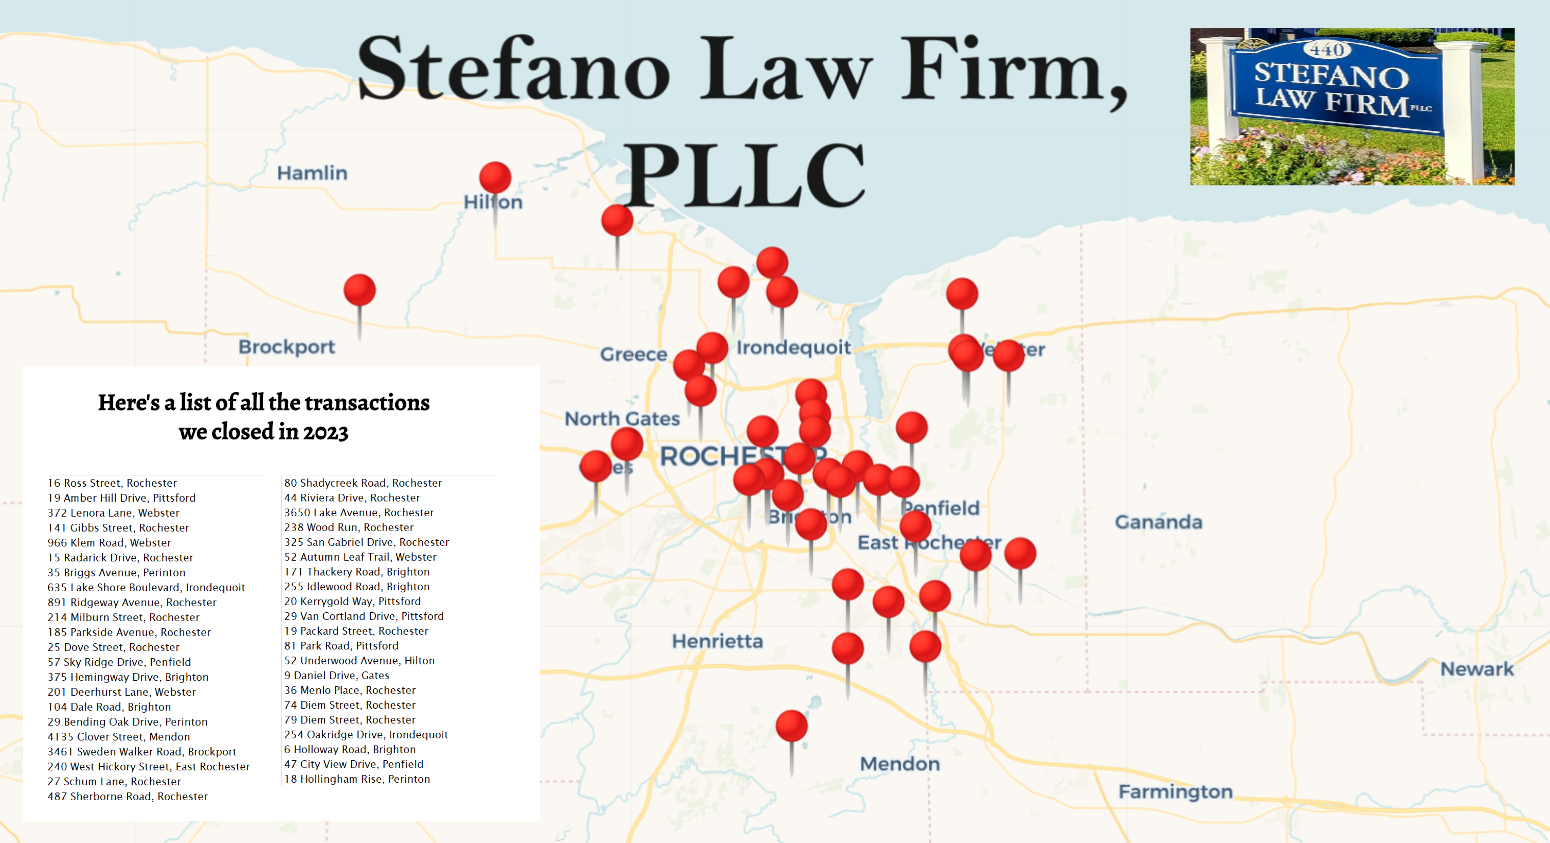 Stefano Law Firm,
PLLC
440
STEFANO
LAW FIRM PLLC
Hamlin
Hilton
Brockport
Greece
Irondequoit
North Gates
ROCHESTER
Penfield
East Rochester
Ganánda
Henrietta
Newark
Mendon
Farmington
Here's a list of all the transactions
we closed in 2023
16 Ross Street, Rochester
19 Amber Hill Drive, Pittsford
372 Lenora Lane, Webster
141 Gibbs Street, Rochester
966 Klem Road, Webster
15 Radarick Drive, Rochester
35 Briggs Avenue, Perinton
635 Lake Shore Boulevard, Irondequoit
891 Ridgeway Avenue, Rochester
214 Milburn Street, Rochester
185 Parkside Avenue, Rochester
25 Dove Street, Rochester
57 Sky Ridge Drive, Penfield
375 Hemingway Drive, Brighton
201 Deerhurst Lane, Webster
104 Dale Road, Brighton
29 Bending Oak Drive, Perinton
4135 Clover Street, Mendon
3461 Sweden Walker Road, Brockport
240 West Hickory Street, East Rochester
27 Schum Lane, Rochester
487 Sherborne Road, Rochester
80 Shadycreek Road, Rochester
44 Riviera Drive, Rochester
3650 Lake Avenue, Rochester
238 Wood Run, Rochester
325 San Gabriel Drive, Rochester
52 Autumn Leaf Trail, Webster
171 Thackery Road, Brighton
255 Idlewood Road, Brighton
20 Kerrygold Way, Pittsford
29 Van Cortland Drive, Pittsford
19 Packard Street, Rochester
81 Park Road, Pittsford
52 Underwood Avenue, Hilton
9 Daniel Drive, Gates
36 Menlo Place, Rochester
74 Diem Street, Rochester
79 Diem Street, Rochester
254 Oakridge Drive, Irondequoit
6 Holloway Road, Brighton
47 City View Drive, Penfield
18 Hollingham Rise, Perinton